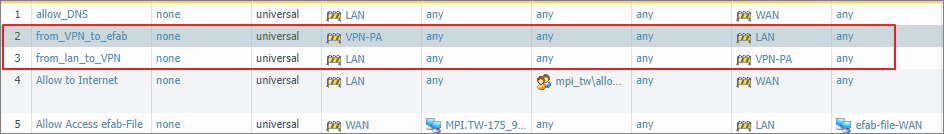 1 allow_DNS none universal LAN any any any WAN any
2 from_VPN_to_efab none universal VPN-PA any any any LAN any
3 from_lan_to_VPN none universal LAN any any any VPN-PA any
4 Allow to Internet none universal LAN any mpi_tw\allo... any WAN any
5 Allow Access efab-File none universal WAN MPI.TW-175_9... any any LAN efab-file-WAN